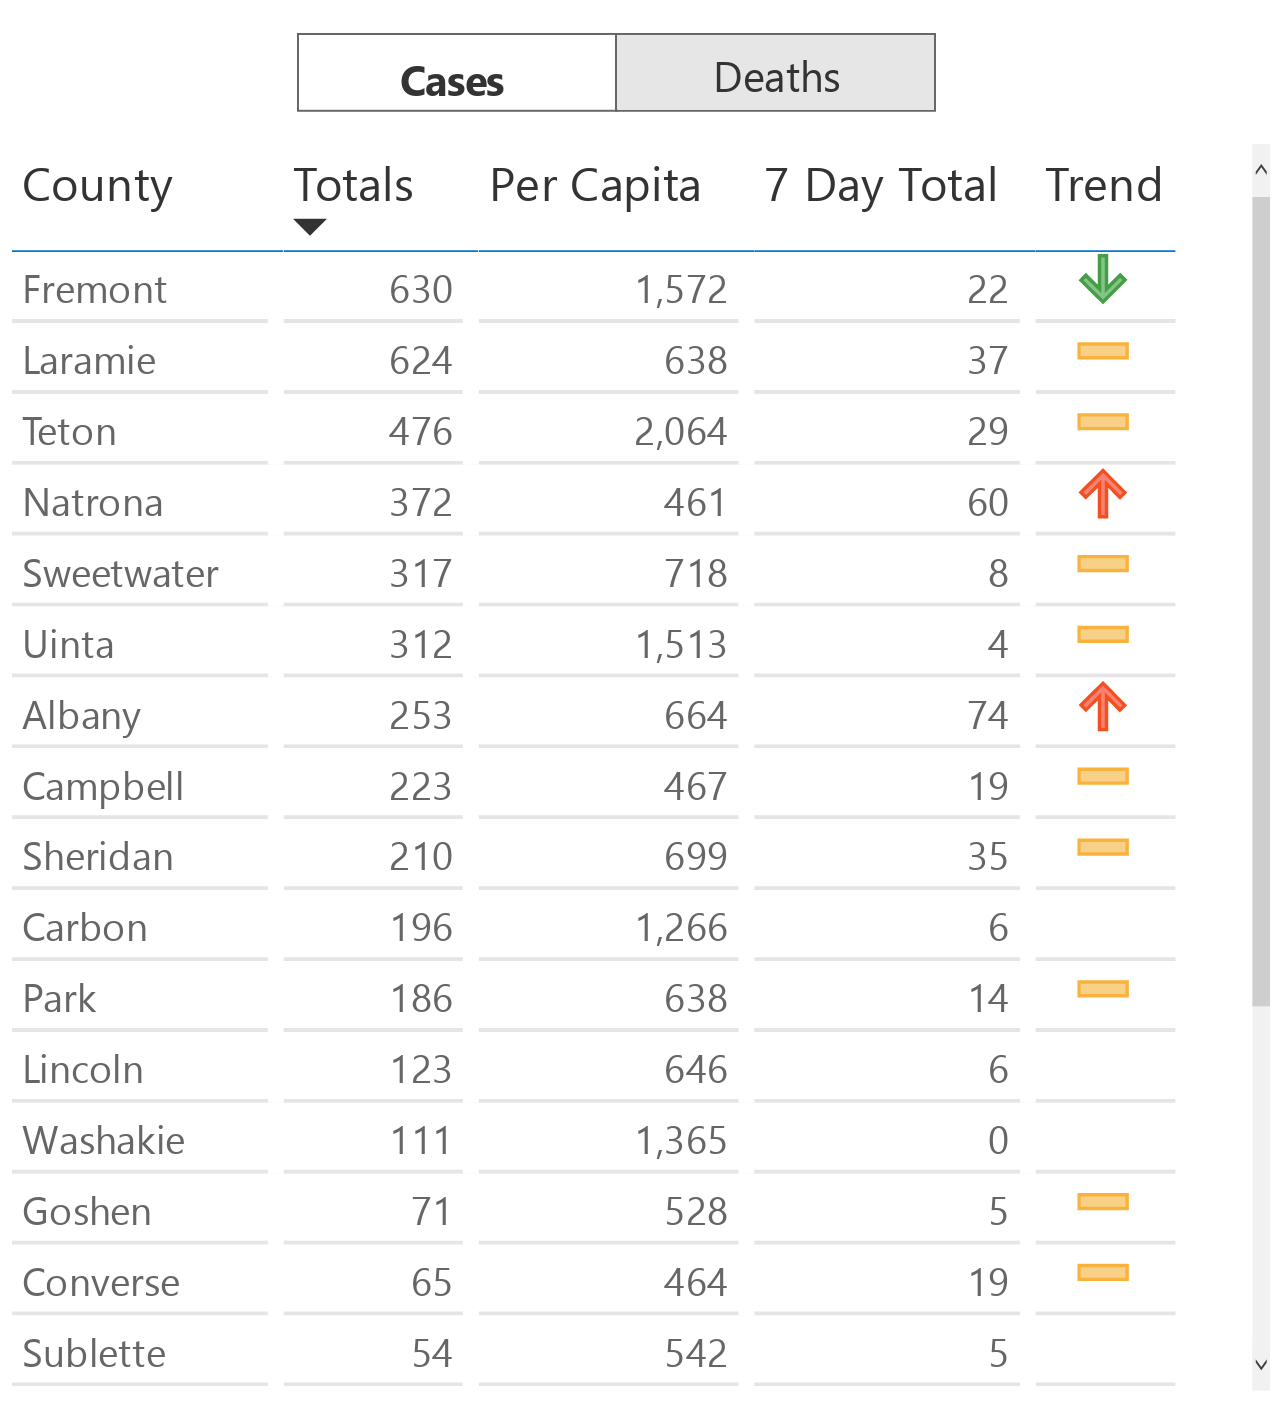 Cases Deaths
County Totals Per Capita 7 Day Total Trend
Fremont 630 1,572 22
Laramie 624 638 37
Teton 476 2,064 29
Natrona 372 461 60
Sweetwater 317 718 8
Uinta 312 1,513 4
Albany 253 664 74
Campbell 223 467 19
Sheridan 210 699 35
Carbon 196 1,266 6
Park 186 638 14
Lincoln 123 646 6
Washakie 111 1,365 0
Goshen 71 528 5
Converse 65 464 19
Sublette 54 542 5